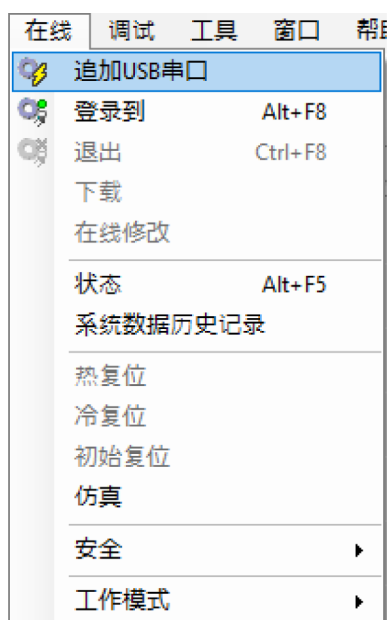 在线 调试 工具 窗口 帮
追加USB串口
登录到 Alt+F8
退出 Ctrl+F8
下载
在线修改
状态 Alt+F5
系统数据历史记录
热复位
冷复位
初始复位
仿真
安全
工作模式